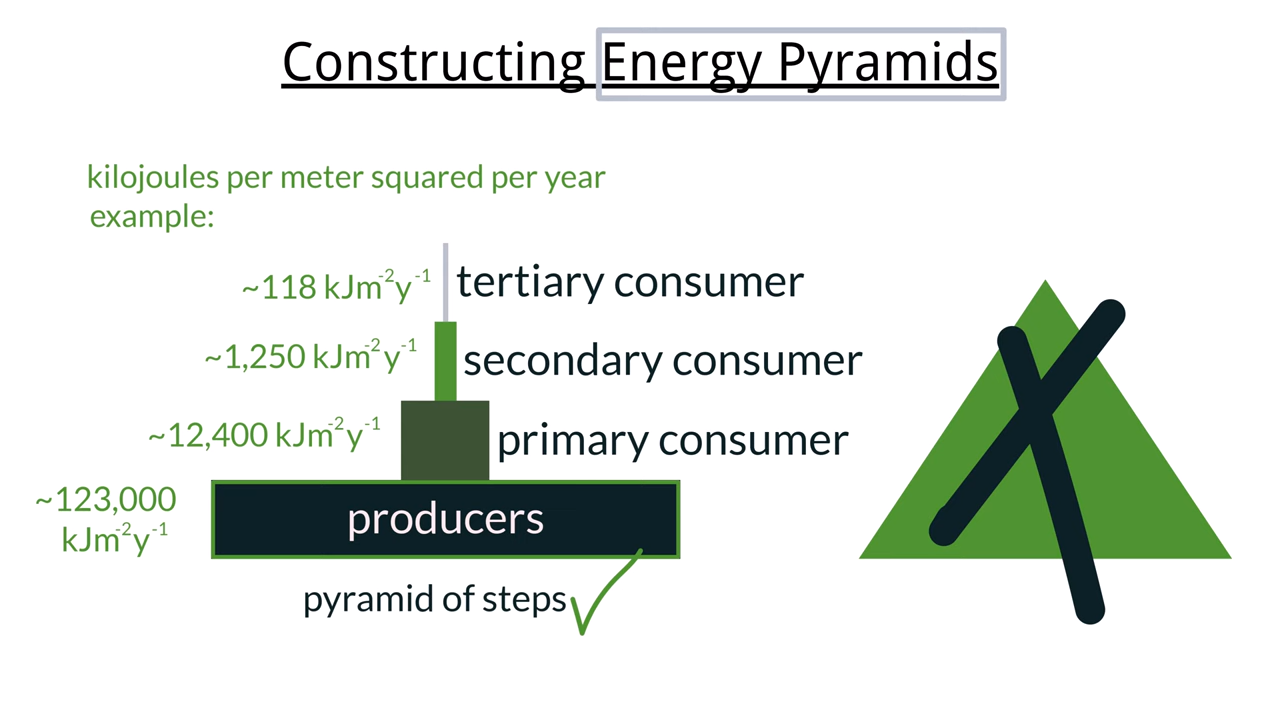 Constructing Energy Pyramids
kilojoules per meter squared per year
example:
~118 kJm⁻²y⁻¹ tertiary consumer
~1,250 kJm⁻²y⁻¹ secondary consumer
~12,400 kJm⁻²y⁻¹ primary consumer
~123,000
kJm⁻²y⁻¹
producers
pyramid of steps